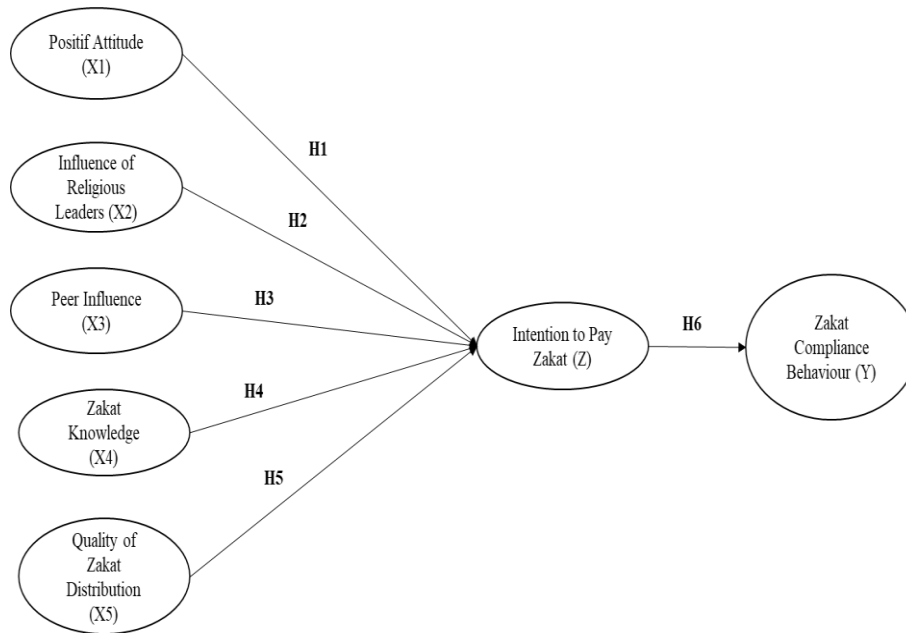 Positif Attitude
(X1)
H1
Influence of
Religious
Leaders (X2)
H2
Peer Influence
(X3)
H3
Zakat
Knowledge
(X4)
H4
Quality of
Zakat
Distribution
(X5)
H5
Intention to Pay
Zakat (Z)
H6
Zakat
Compliance
Behaviour (Y)